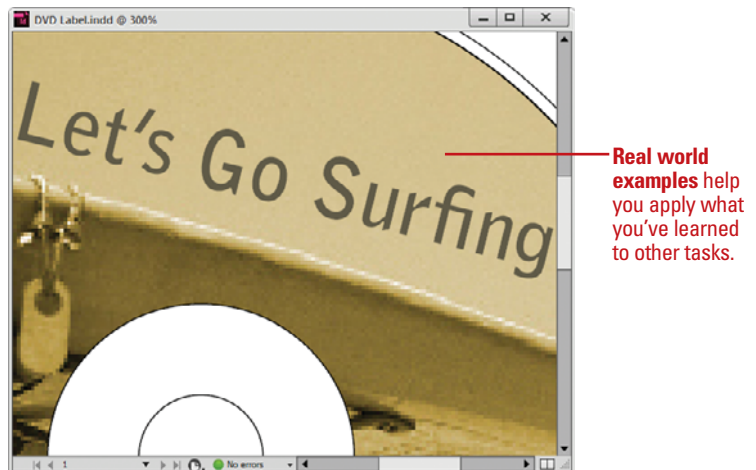 DVD Label.indd @ 300%
Let's Go Surfing
Real world
examples help
you apply what
you've learned
to other tasks.
1
No errors